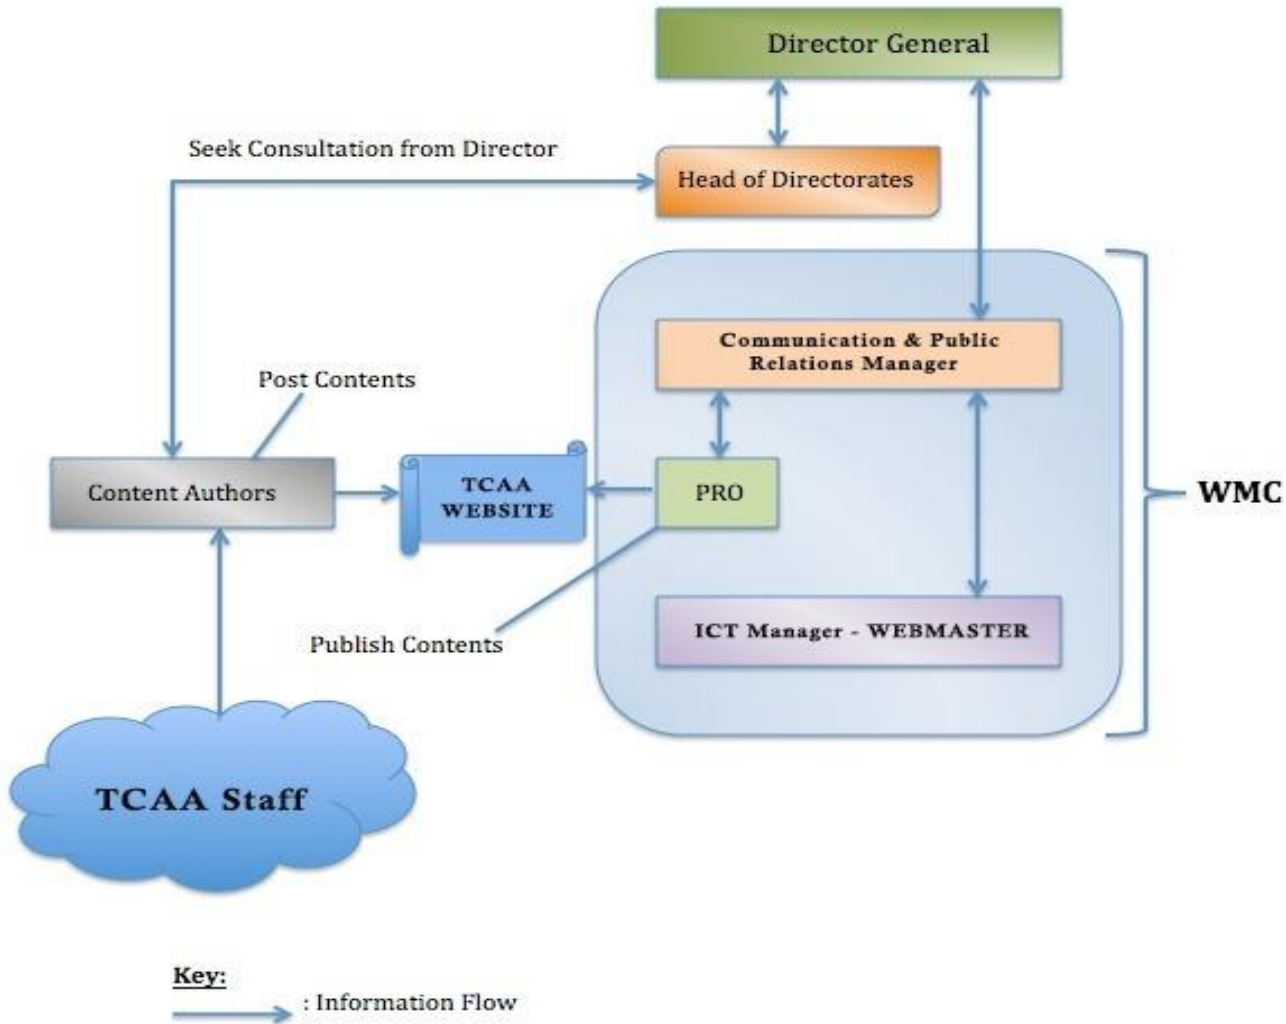 Director General
Seek Consultation from Director
Head of Directorates
Communication & Public
Relations Manager
Post Contents
Content Authors
TCAA
WEBSITE
PRO
WMC
Publish Contents
ICT Manager - WEBMASTER
TCAA Staff
Key:
: Information Flow